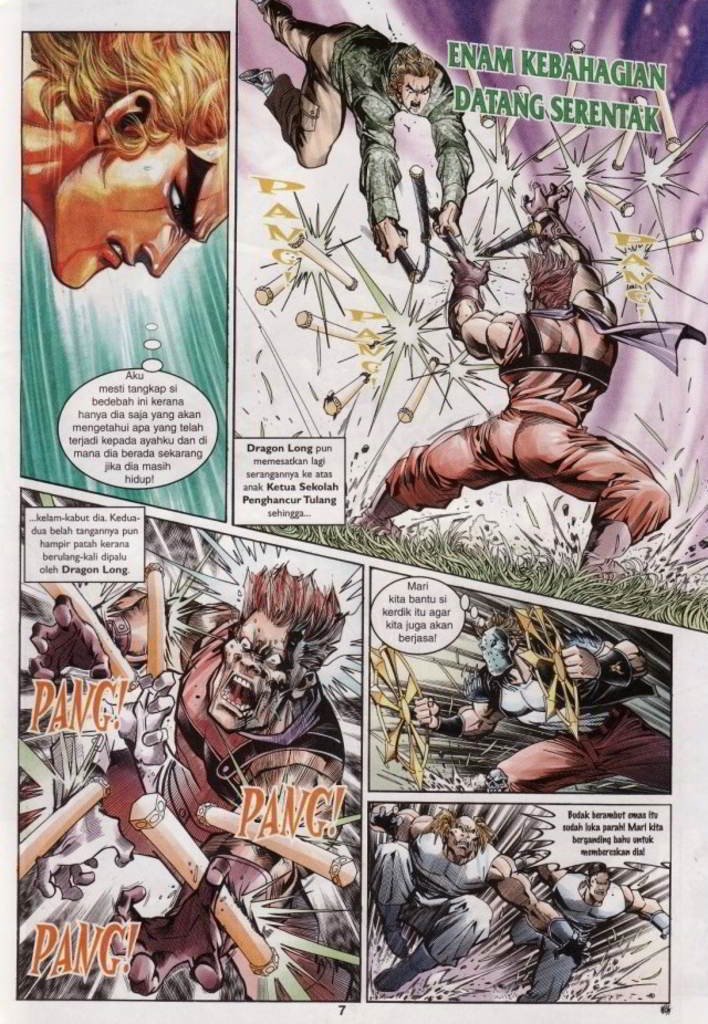 ENAM KEBAHAGIAN
DATANG SERENTAK
PANG!
PANG!
PANG!
Aku
mesti tangkap si
bedebah ini kerana
hanya dia saja yang akan
mengetahui apa yang telah
terjadi kepada ayahku dan di
mana dia berada sekarang
jika dia masih
hidup!
Dragon Long pun
memesatkan lagi
serangannya ke atas
anak Ketua Sekolah
Penghancur Tulang
sehingga...
...kelam-kabut dia. Kedua-
dua belah tangannya pun
hampir patah kerana
berulang-kali dipalu
oleh Dragon Long.
PANG!
PANG!
PANG!
Mari
kita bantu si
kerdik itu agar
kita juga akan
berjasa!
Budak berambut emas itu
sudah luka parah! Mari kita
berganding bahu untuk
membereskan dia!
7